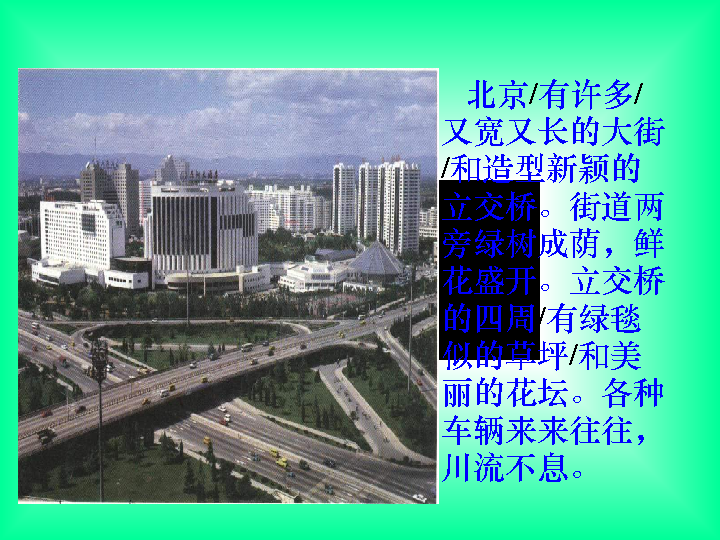 北京/有许多/
又宽又长的大街
/和造型新颖的
立交桥。街道两
旁绿树成荫，鲜
花盛开。立交桥
的四周/有绿毯
似的草坪/和美
丽的花坛。各种
车辆来来往往，
川流不息。